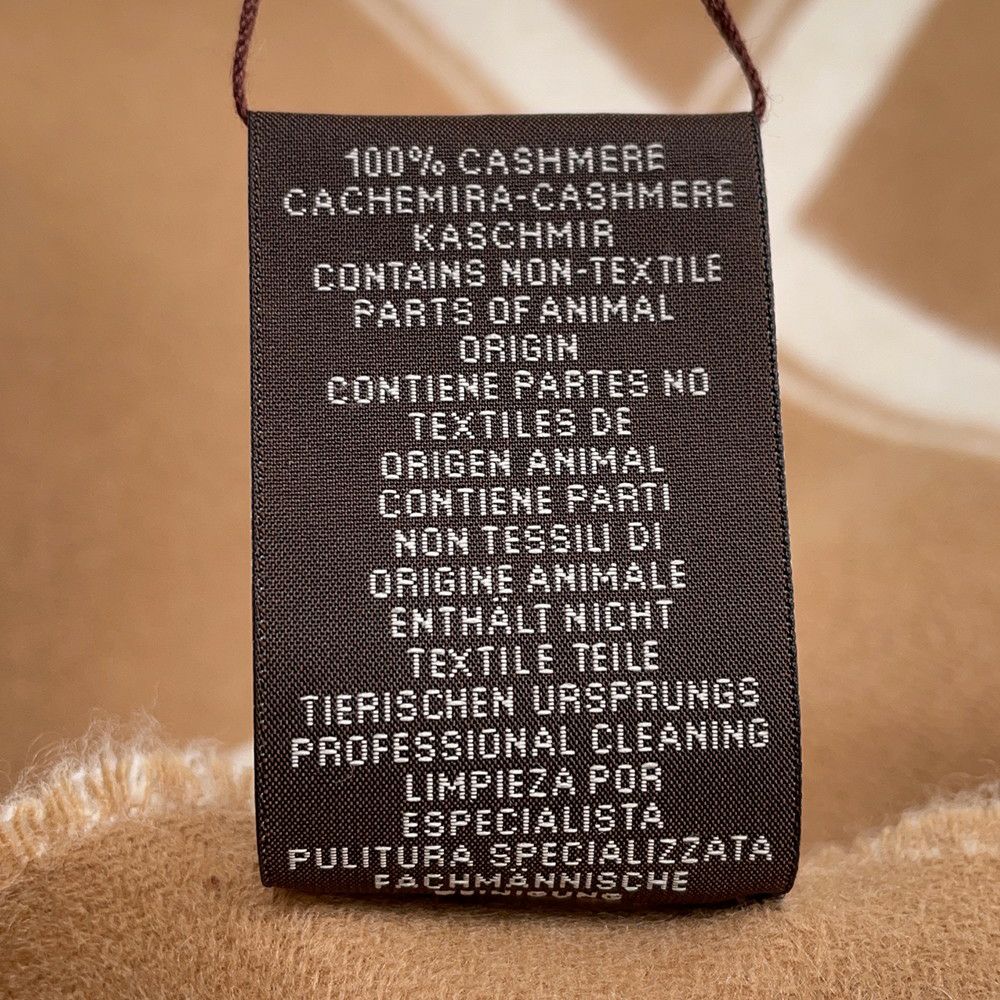 100% CASHMERE
CACHEMIRA-CASHMERE
KASCHMIR
CONTAINS NON-TEXTILE
PARTS OF ANIMAL
ORIGIN
CONTIENE PARTES NO
TEXTILES DE
ORIGEN ANIMAL
CONTIENE PARTI
NON TESSILI DI
ORIGINE ANIMALE
ENTHÄLT NICHT
TEXTILE TEILE
TIERISCHEN URSPRUNGS
PROFESSIONAL CLEANING
LIMPIEZA POR
ESPECIALISTA
PULITURA SPECIALIZZATA
FACHMÄNNISCHE